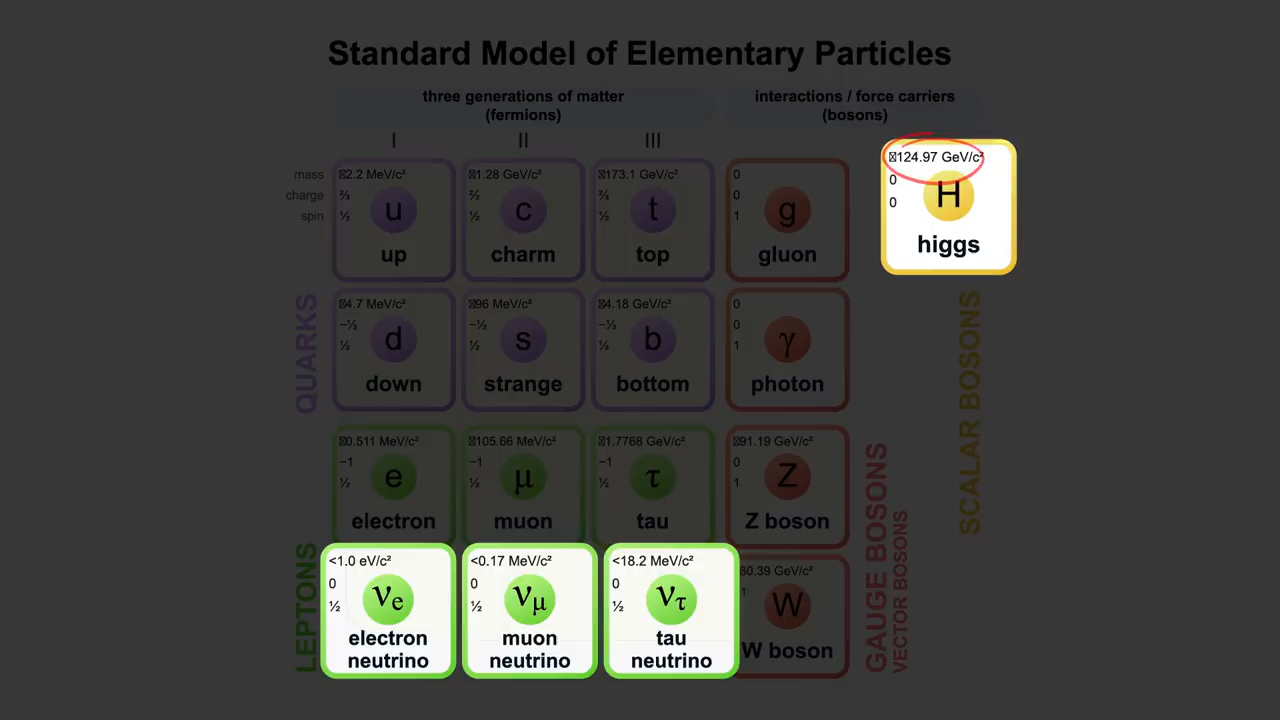 Standard Model of Elementary Particles
three generations of matter
(fermions)
interactions / force carriers
(bosons)
I
II
III
mass
charge
spin
2.2 MeV/c²
⅔
½
u
up
1.28 GeV/c²
⅔
½
c
charm
173.1 GeV/c²
⅔
½
t
top
0
0
1
g
gluon
124.97 GeV/c²
0
0
H
higgs
QUARKS
4.7 MeV/c²
−⅓
½
d
down
96 MeV/c²
−⅓
½
s
strange
4.18 GeV/c²
−⅓
½
b
bottom
0
0
1
γ
photon
SCALAR BOSONS
0.511 MeV/c²
−1
½
e
electron
105.66 MeV/c²
−1
½
μ
muon
1.7768 GeV/c²
−1
½
τ
tau
91.19 GeV/c²
0
1
Z
Z boson
LEPTONS
<1.0 eV/c²
0
½
νe
electron
neutrino
<0.17 MeV/c²
0
½
νμ
muon
neutrino
<18.2 MeV/c²
0
½
ντ
tau
neutrino
80.39 GeV/c²
1
W
W boson
GAUGE BOSONS
VECTOR BOSONS